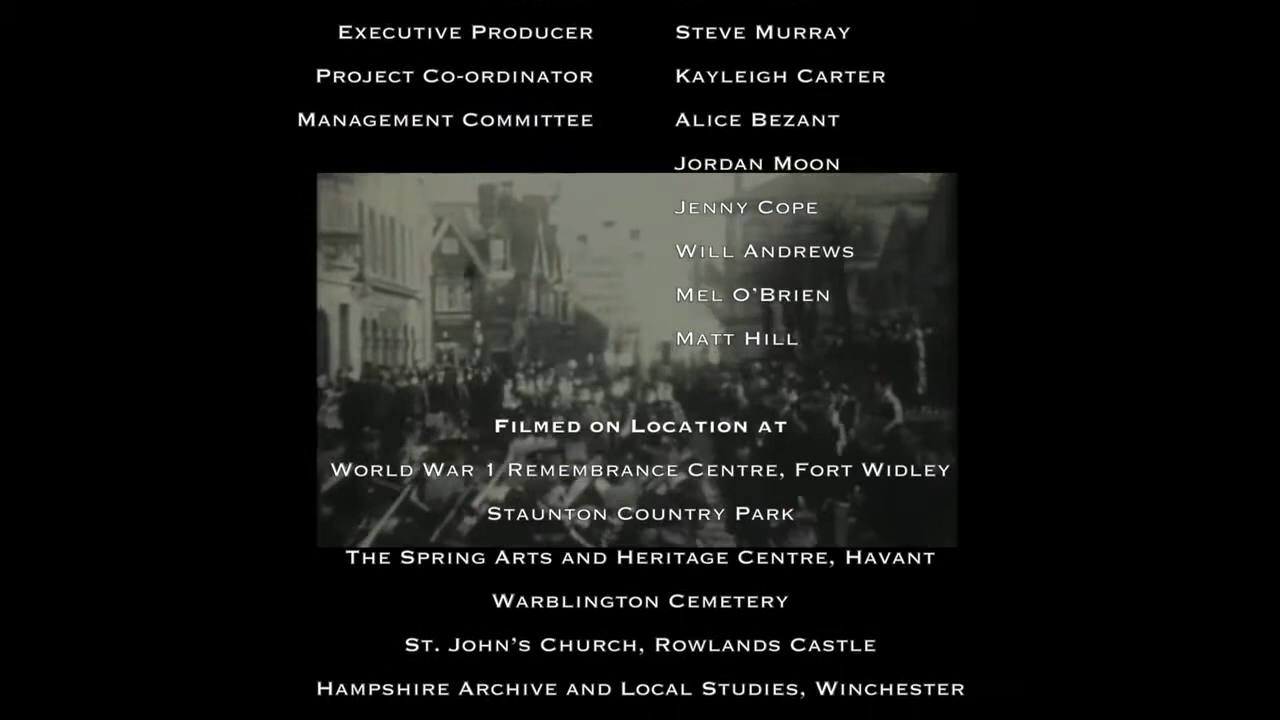 Executive Producer Steve Murray
Project Co-ordinator Kayleigh Carter
Management Committee Alice Bezant
Jordan Moon
Jenny Cope
Will Andrews
Mel O'Brien
Matt Hill
Filmed on Location at
World War 1 Remembrance Centre, Fort Widley
Staunton Country Park
The Spring Arts and Heritage Centre, Havant
Warblington Cemetery
St. John's Church, Rowlands Castle
Hampshire Archive and Local Studies, Winchester